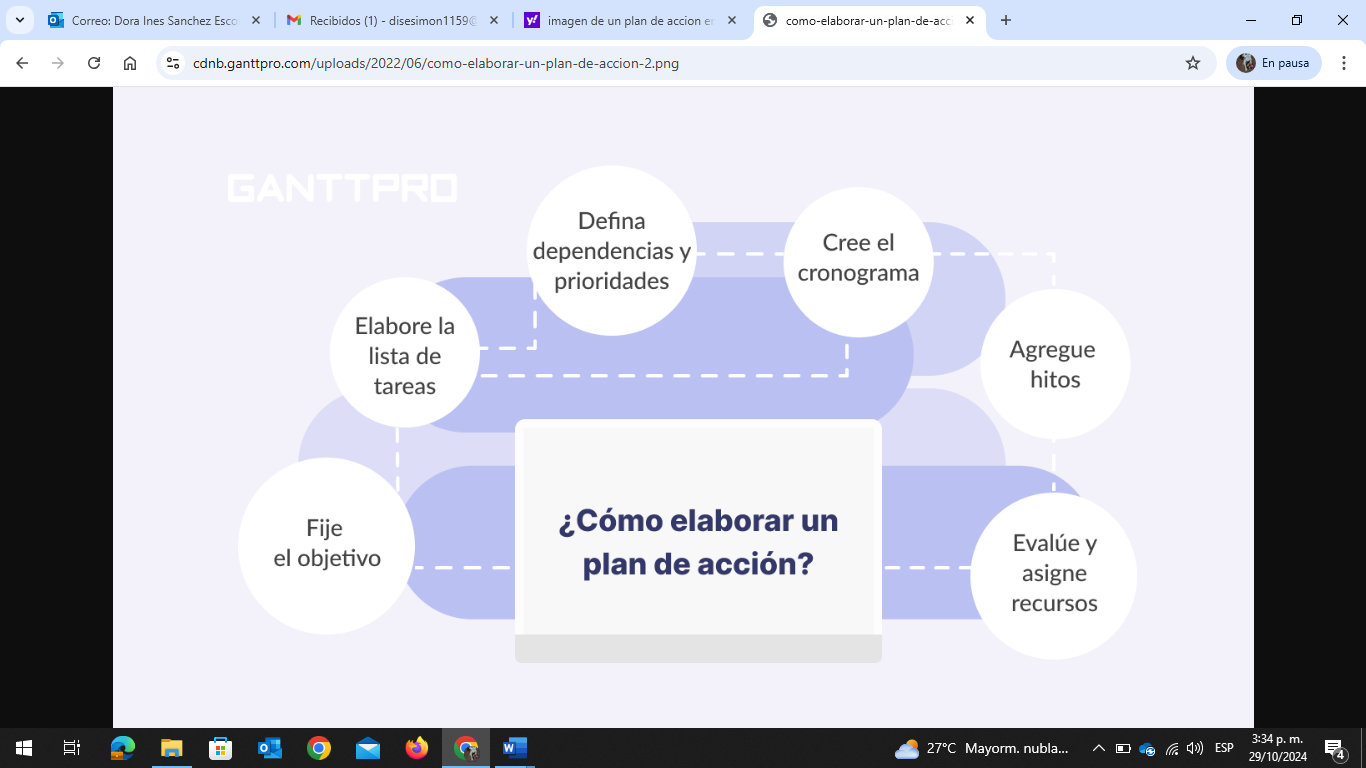 Correo: Dora Ines Sanchez Esco
Recibidos (1) - disesimon1159@
imagen de un plan de accion en
como-elaborar-un-plan-de-acci
cdnb.ganttpro.com/uploads/2022/06/como-elaborar-un-plan-de-accion-2.png
En pausa
GANTTPRO
Defina
dependencias y
prioridades
Cree el
cronograma
Elabore la
lista de
tareas
Agregue
hitos
Fije
el objetivo
¿Cómo elaborar un
plan de acción?
Evalúe y
asigne
recursos
27°C Mayorm. nubla...
ESP
3:34 p. m.
29/10/2024
4